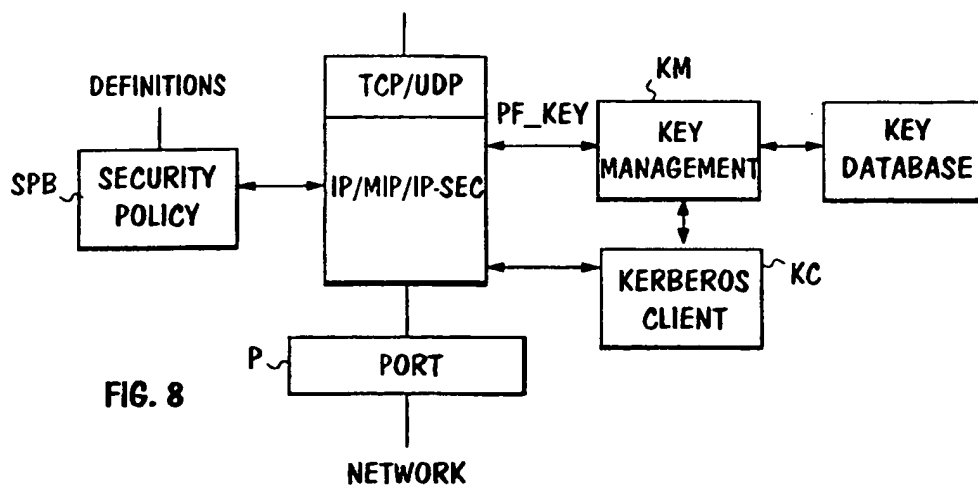 DEFINITIONS
SPB
SECURITY
POLICY
TCP/UDP
IP/MIP/IP-SEC
PF_KEY
KM
KEY
MANAGEMENT
KEY
DATABASE
KERBEROS
CLIENT
KC
P
PORT
NETWORK
FIG. 8